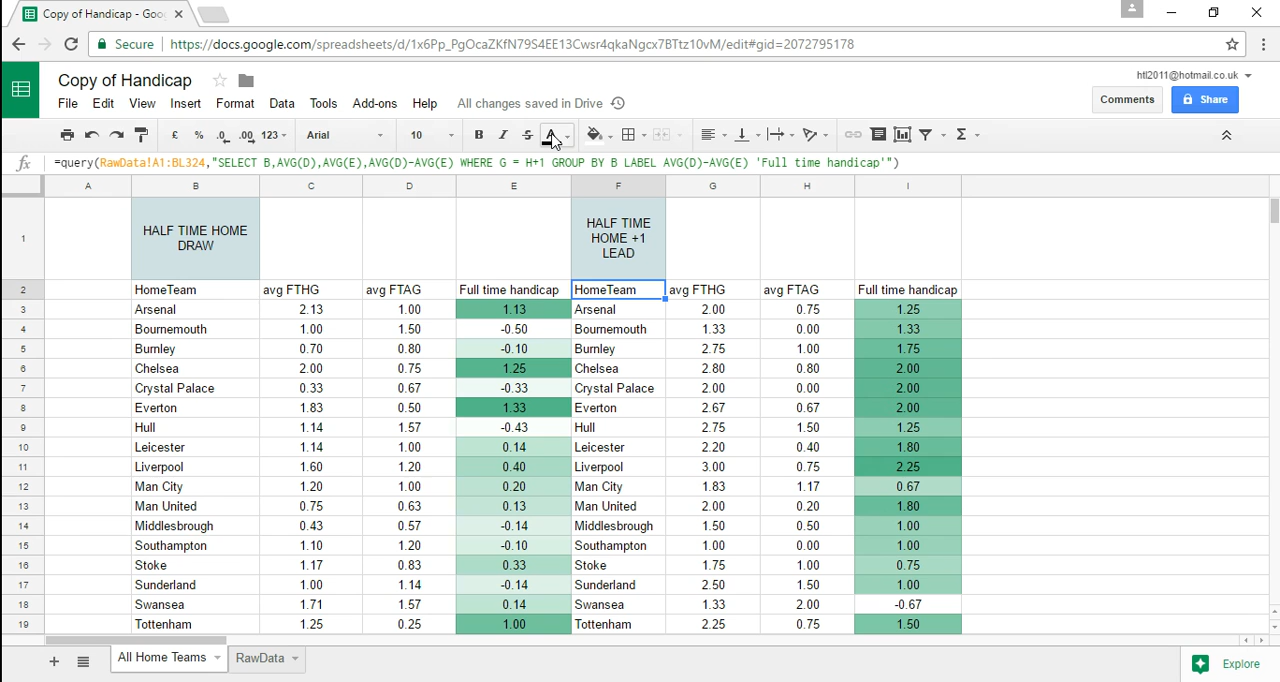 Copy of Handicap - Goo
Secure
https://docs.google.com/spreadsheets/d/1x6Pp_PgOcaZKfN79S4EE13Cwsr4qkaNgcx7BTtz10vM/edit#gid=2072795178
Copy of Handicap
htl2011@hotmail.co.uk
File Edit View Insert Format Data Tools Add-ons Help All changes saved in Drive
Comments Share
£ % .0 .00 123 Arial 10 B I S A Σ
fx =query(RawData!A1:BL324,"SELECT B,AVG(D),AVG(E),AVG(D)-AVG(E) WHERE G = H+1 GROUP BY B LABEL AVG(D)-AVG(E) 'Full time handicap'")
A B C D E F G H I
1 HALF TIME HOME DRAW HALF TIME HOME +1 LEAD
2 HomeTeam avg FTHG avg FTAG Full time handicap HomeTeam avg FTHG avg FTAG Full time handicap
3 Arsenal 2.13 1.00 1.13 Arsenal 2.00 0.75 1.25
4 Bournemouth 1.00 1.50 -0.50 Bournemouth 1.33 0.00 1.33
5 Burnley 0.70 0.80 -0.10 Burnley 2.75 1.00 1.75
6 Chelsea 2.00 0.75 1.25 Chelsea 2.80 0.80 2.00
7 Crystal Palace 0.33 0.67 -0.33 Crystal Palace 2.00 0.00 2.00
8 Everton 1.83 0.50 1.33 Everton 2.67 0.67 2.00
9 Hull 1.14 1.57 -0.43 Hull 2.75 1.50 1.25
10 Leicester 1.14 1.00 0.14 Leicester 2.20 0.40 1.80
11 Liverpool 1.60 1.20 0.40 Liverpool 3.00 0.75 2.25
12 Man City 1.20 1.00 0.20 Man City 1.83 1.17 0.67
13 Man United 0.75 0.63 0.13 Man United 2.00 0.20 1.80
14 Middlesbrough 0.43 0.57 -0.14 Middlesbrough 1.50 0.50 1.00
15 Southampton 1.10 1.20 -0.10 Southampton 1.00 0.00 1.00
16 Stoke 1.17 0.83 0.33 Stoke 1.75 1.00 0.75
17 Sunderland 1.00 1.14 -0.14 Sunderland 2.50 1.50 1.00
18 Swansea 1.71 1.57 0.14 Swansea 1.33 2.00 -0.67
19 Tottenham 1.25 0.25 1.00 Tottenham 2.25 0.75 1.50
All Home Teams RawData Explore